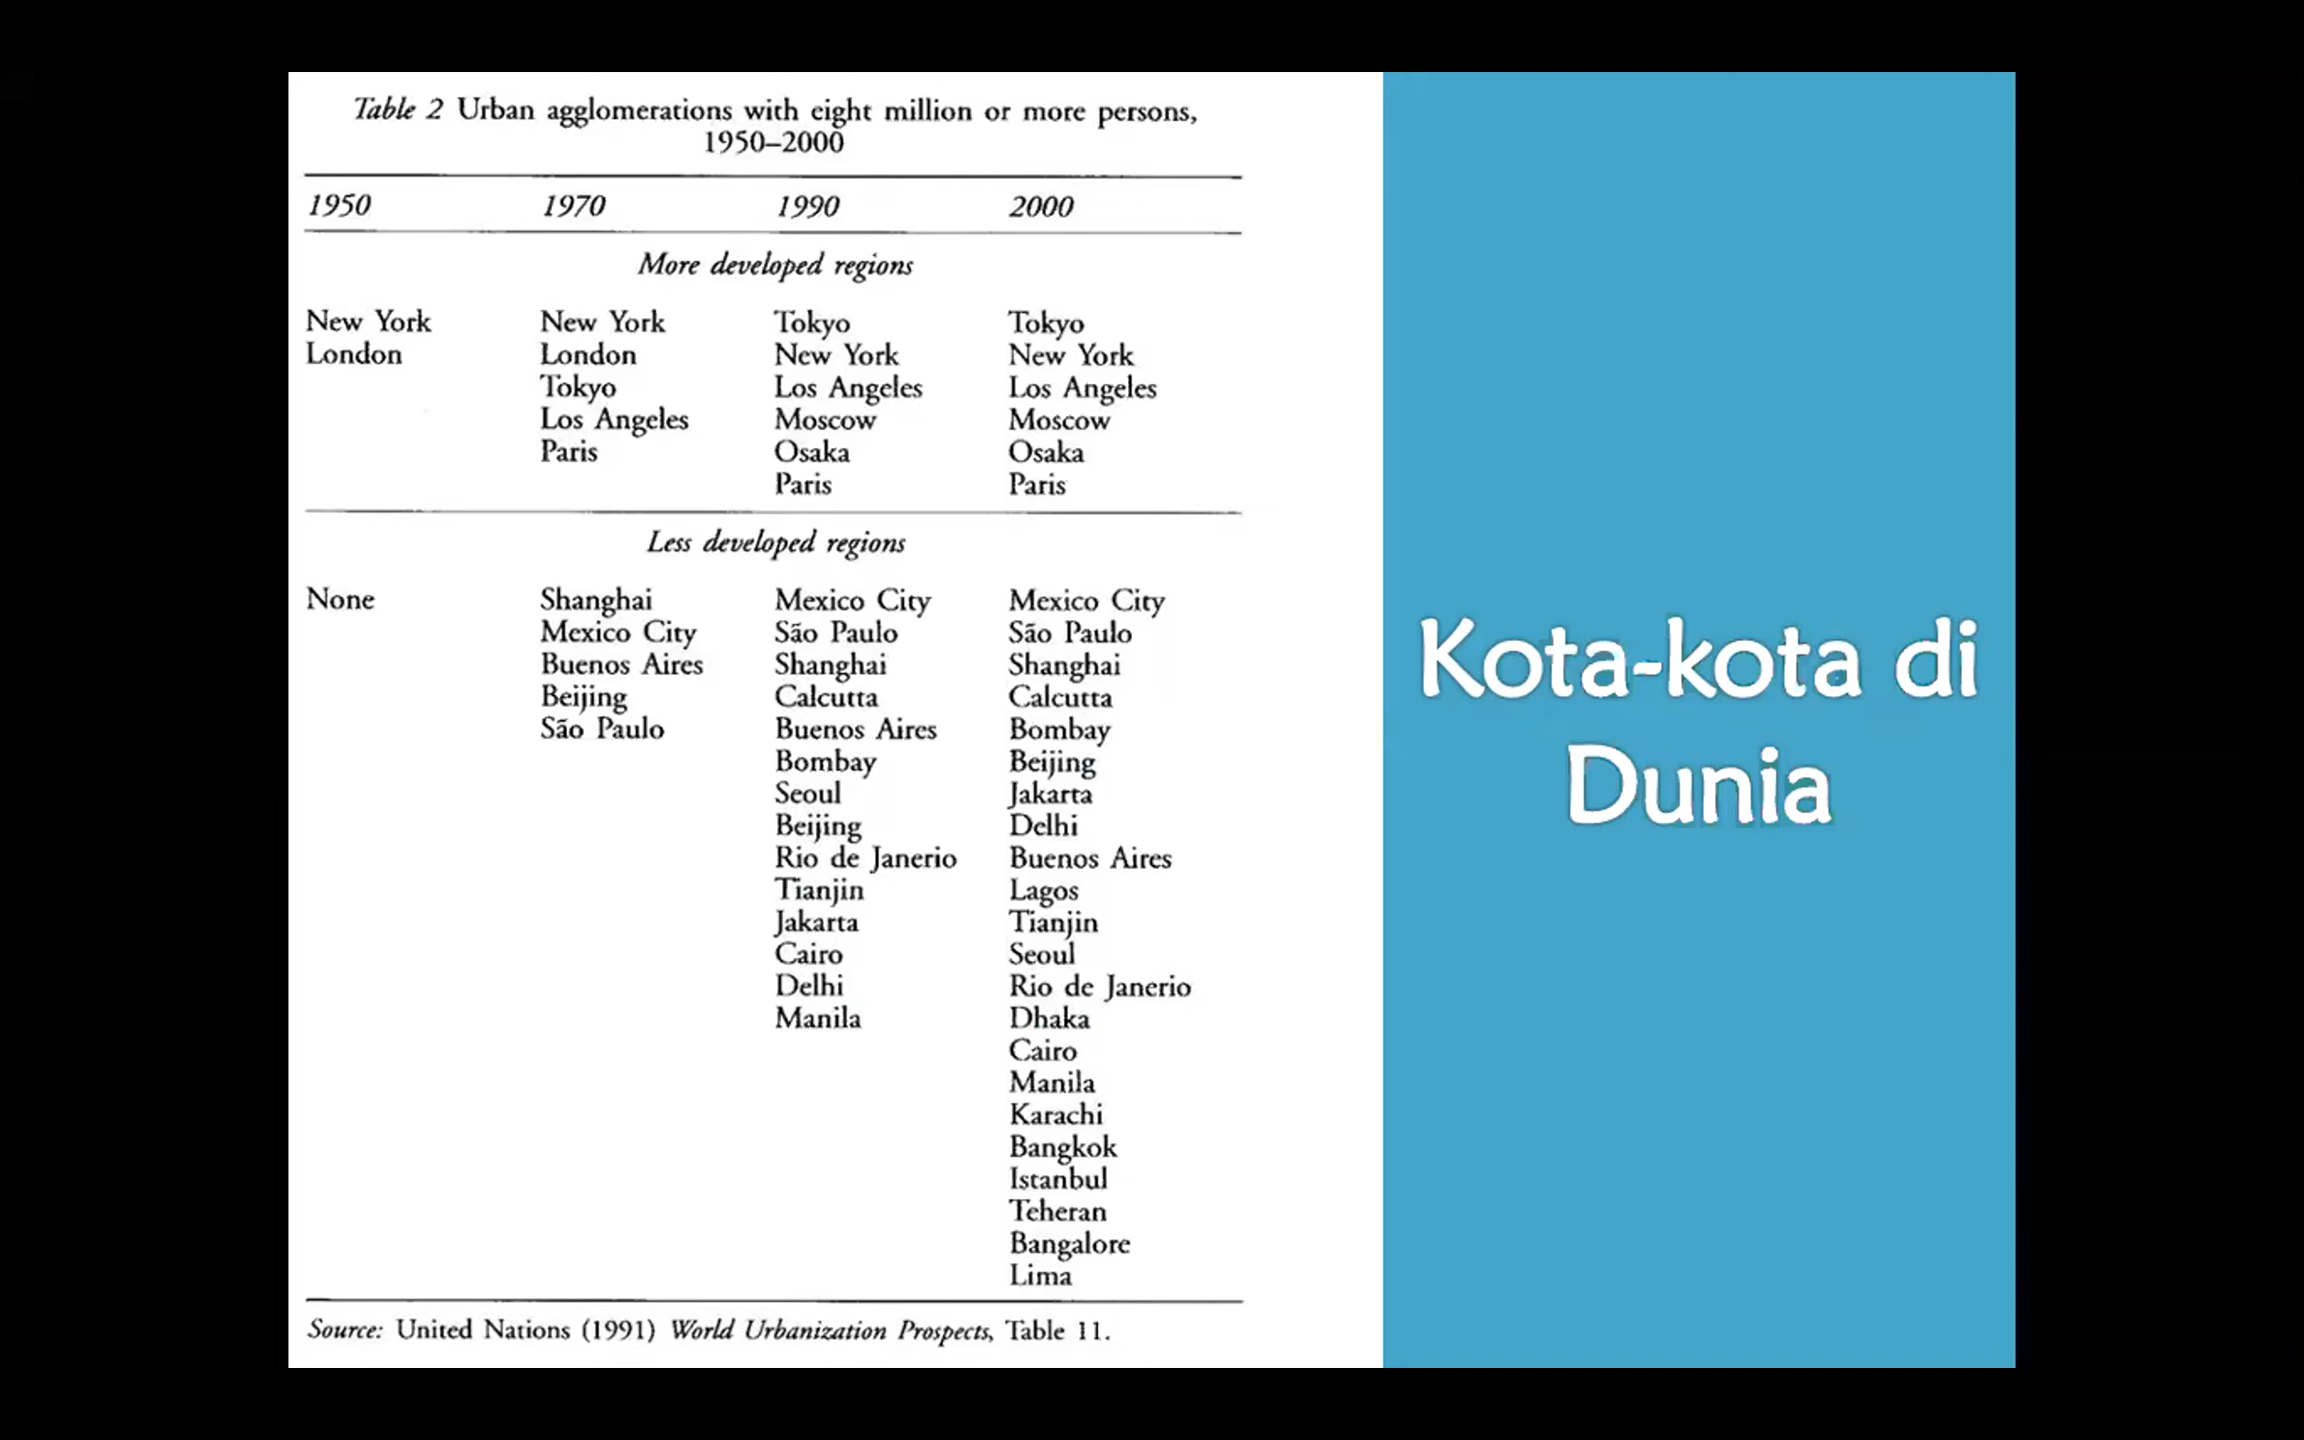 Table 2 Urban agglomerations with eight million or more persons,
1950–2000
1950 1970 1990 2000
More developed regions
New York New York Tokyo Tokyo
London London New York New York
Tokyo Los Angeles Los Angeles
Los Angeles Moscow Moscow
Paris Osaka Osaka
Paris Paris
Less developed regions
None Shanghai Mexico City Mexico City
Mexico City São Paulo São Paulo
Buenos Aires Shanghai Shanghai
Beijing Calcutta Calcutta
São Paulo Buenos Aires Bombay
Bombay Beijing
Seoul Jakarta
Beijing Delhi
Rio de Janerio Buenos Aires
Tianjin Lagos
Jakarta Tianjin
Cairo Seoul
Delhi Rio de Janerio
Manila Dhaka
Cairo
Manila
Karachi
Bangkok
Istanbul
Teheran
Bangalore
Lima
Source: United Nations (1991) World Urbanization Prospects, Table 11.
Kota-kota di
Dunia